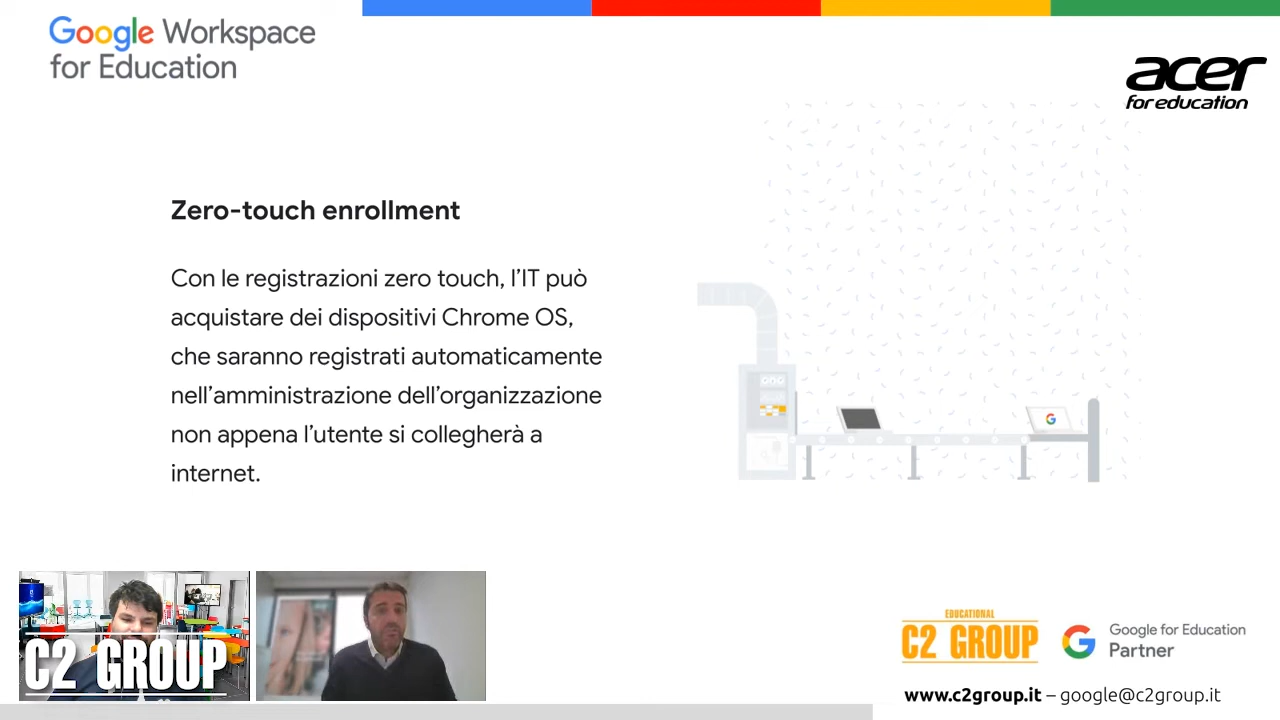 Google Workspace
for Education
acer
for education
Zero-touch enrollment
Con le registrazioni zero touch, l'IT può
acquistare dei dispositivi Chrome OS,
che saranno registrati automaticamente
nell'amministrazione dell'organizzazione
non appena l'utente si collegherà a
internet.
C2 GROUP
EDUCATIONAL
C2 GROUP
Google for Education
Partner
www.c2group.it – google@c2group.it